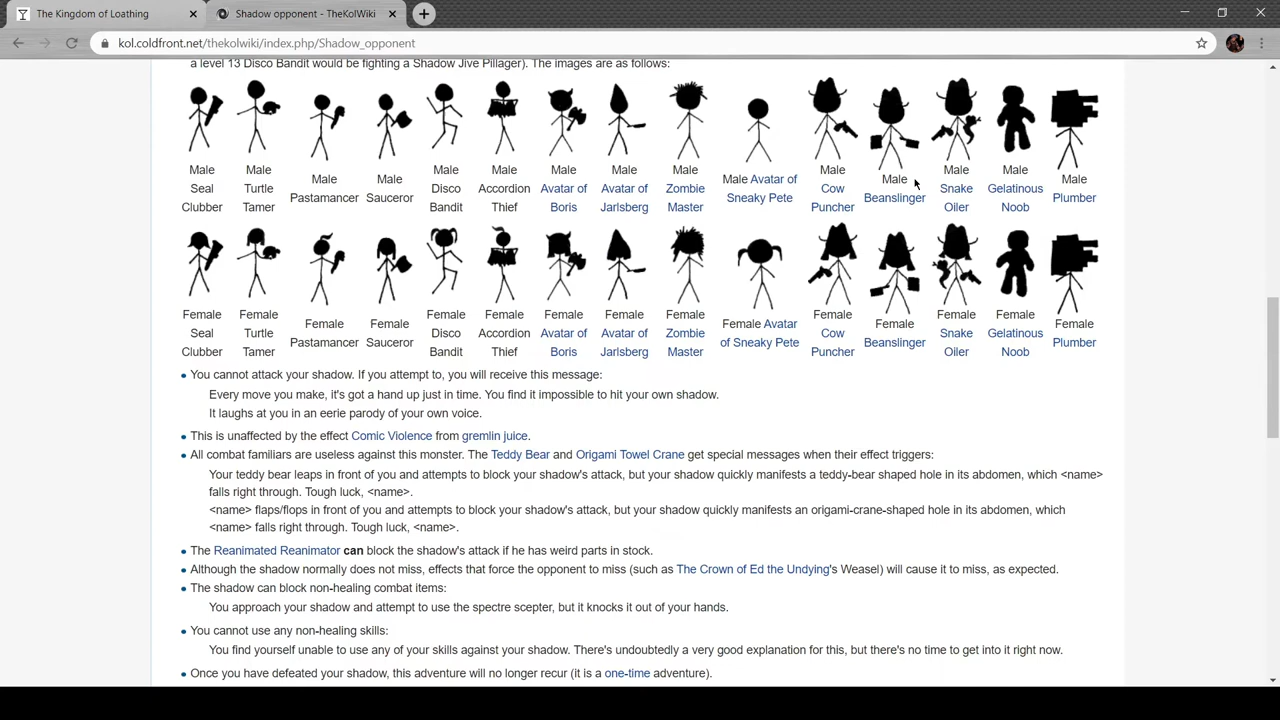 The Kingdom of Loathing
Shadow opponent - TheKolWiki
kol.coldfront.net/thekolwiki/index.php/Shadow_opponent
a level 13 Disco Bandit would be fighting a Shadow Jive Pillager). The images are as follows:
Male Seal Clubber
Male Turtle Tamer
Male Pastamancer
Male Sauceror
Male Disco Bandit
Male Accordion Thief
Male Avatar of Boris
Male Avatar of Jarlsberg
Male Zombie Master
Male Avatar of Sneaky Pete
Male Cow Puncher
Male Beanslinger
Male Snake Oiler
Male Gelatinous Noob
Male Plumber
Female Seal Clubber
Female Turtle Tamer
Female Pastamancer
Female Sauceror
Female Disco Bandit
Female Accordion Thief
Female Avatar of Boris
Female Avatar of Jarlsberg
Female Zombie Master
Female Avatar of Sneaky Pete
Female Cow Puncher
Female Beanslinger
Female Snake Oiler
Female Gelatinous Noob
Female Plumber
You cannot attack your shadow. If you attempt to, you will receive this message:
Every move you make, it's got a hand up just in time. You find it impossible to hit your own shadow.
It laughs at you in an eerie parody of your own voice.
This is unaffected by the effect Comic Violence from gremlin juice.
All combat familiars are useless against this monster. The Teddy Bear and Origami Towel Crane get special messages when their effect triggers:
Your teddy bear leaps in front of you and attempts to block your shadow's attack, but your shadow quickly manifests a teddy-bear shaped hole in its abdomen, which <name>
falls right through. Tough luck, <name>.
<name> flaps/flops in front of you and attempts to block your shadow's attack, but your shadow quickly manifests an origami-crane-shaped hole in its abdomen, which
<name> falls right through. Tough luck, <name>.
The Reanimated Reanimator can block the shadow's attack if he has weird parts in stock.
Although the shadow normally does not miss, effects that force the opponent to miss (such as The Crown of Ed the Undying's Weasel) will cause it to miss, as expected.
The shadow can block non-healing combat items:
You approach your shadow and attempt to use the spectre scepter, but it knocks it out of your hands.
You cannot use any non-healing skills:
You find yourself unable to use any of your skills against your shadow. There's undoubtedly a very good explanation for this, but there's no time to get into it right now.
Once you have defeated your shadow, this adventure will no longer recur (it is a one-time adventure).